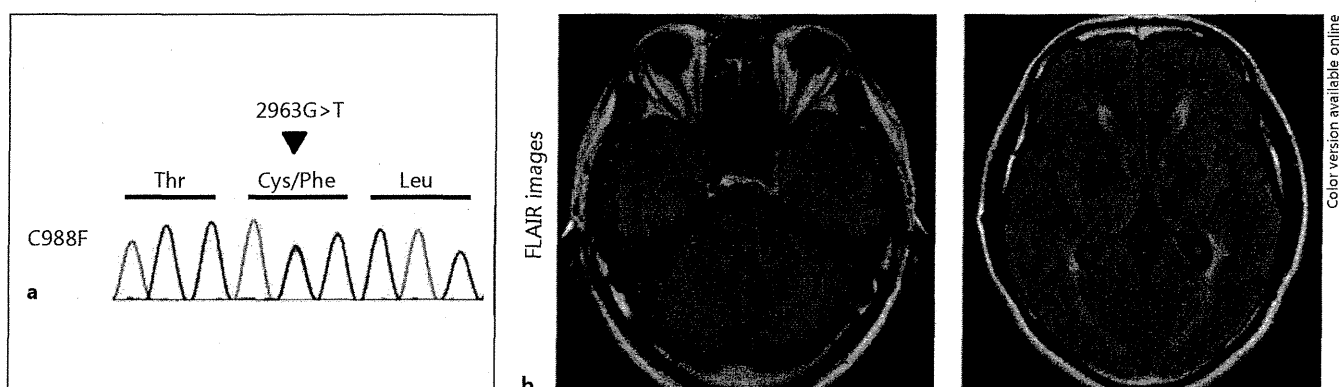 2963G>T
Thr Cys/Phe Leu
C988F
a
FLAIR images
b
Color version available online